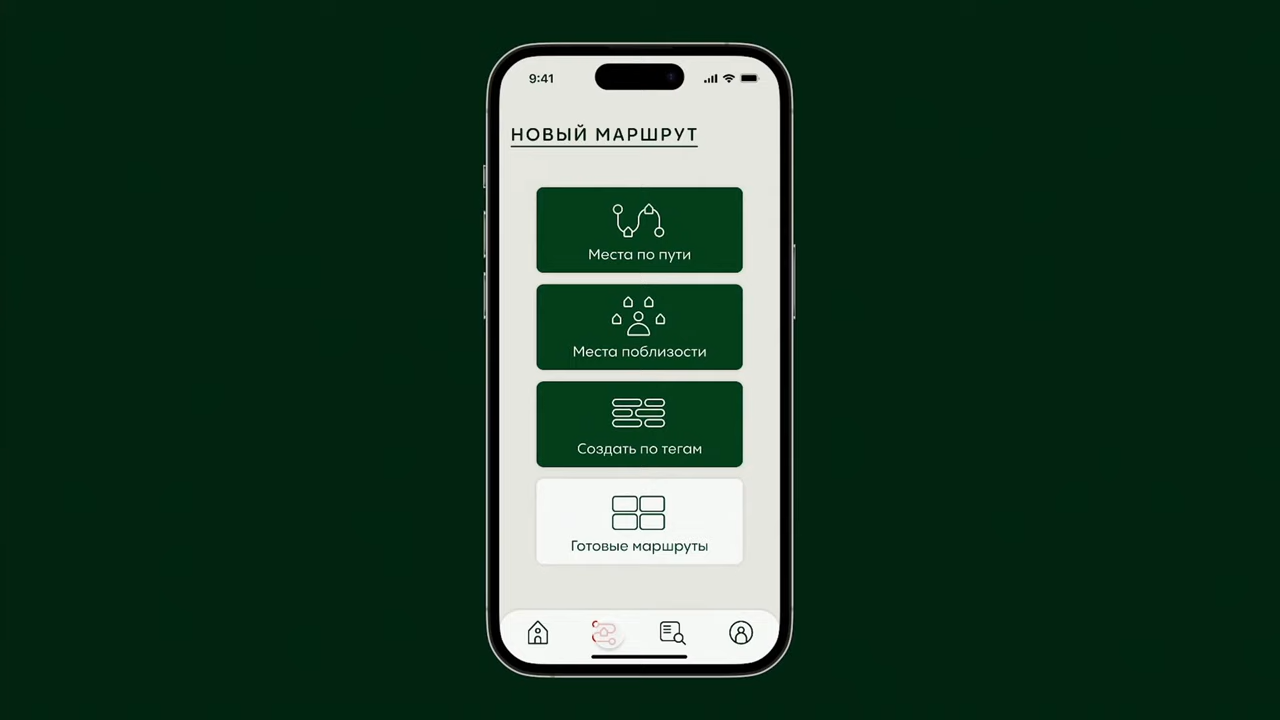 9:41
НОВЫЙ МАРШРУТ
Места по пути
Места поблизости
Создать по тегам
Готовые маршруты